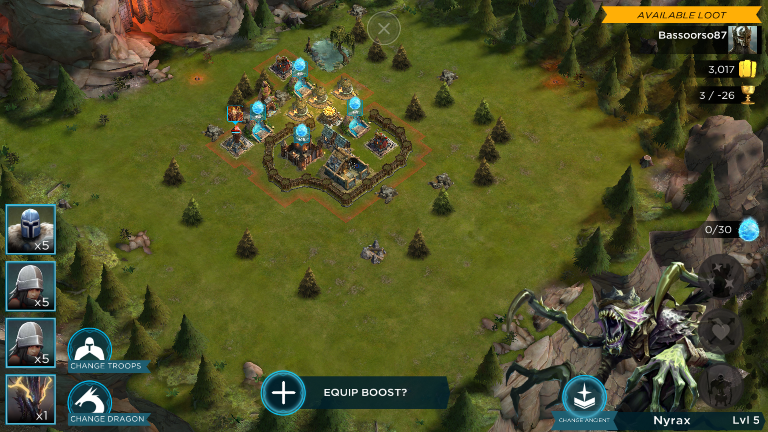 AVAILABLE LOOT
Bassoorso87
3,017
3 / -26
0/30
x5
x5
x5
x1
CHANGE TROOPS
CHANGE DRAGON
EQUIP BOOST?
CHANGE ANCIENT
Nyrax
Lvl 5